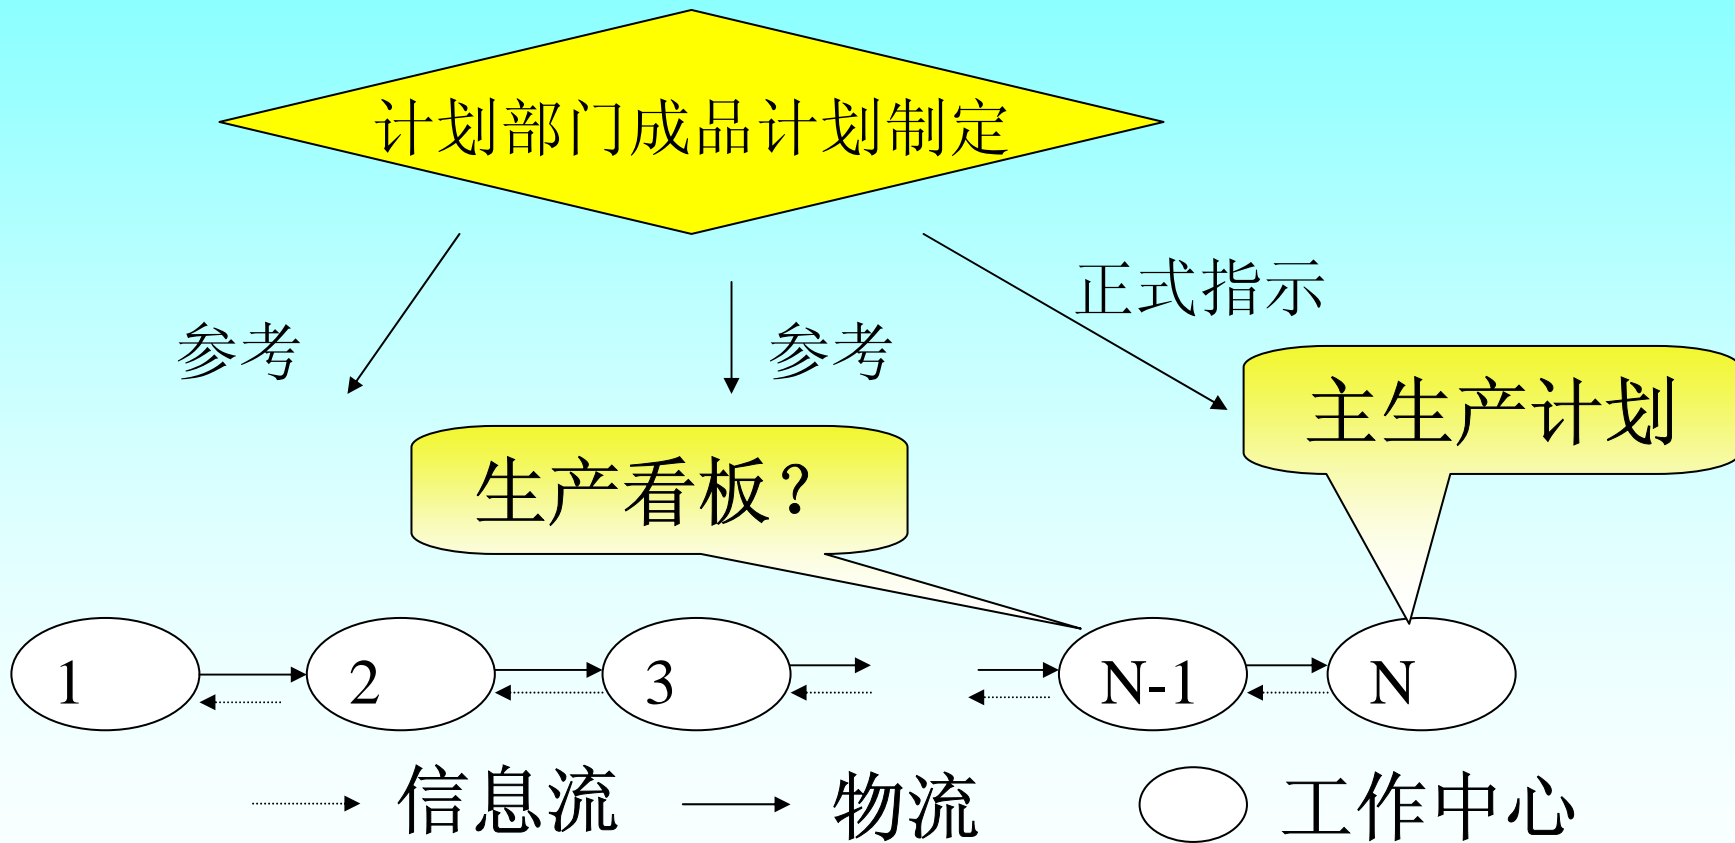 计划部门成品计划制定
正式指示
参考
参考
主生产计划
生产看板？
1
2
3
N-1
N
信息流
物流
工作中心